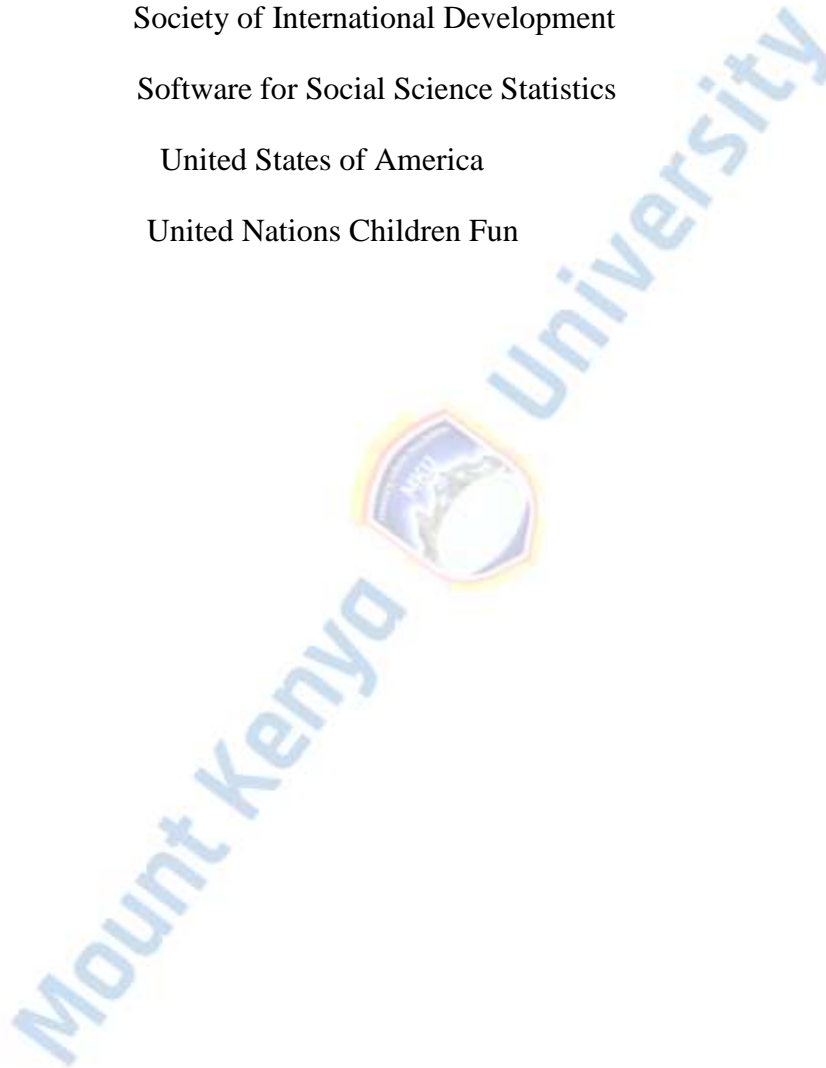 Society of International Development
Software for Social Science Statistics
United States of America
United Nations Children Fun
Mount Kenya University
MKU